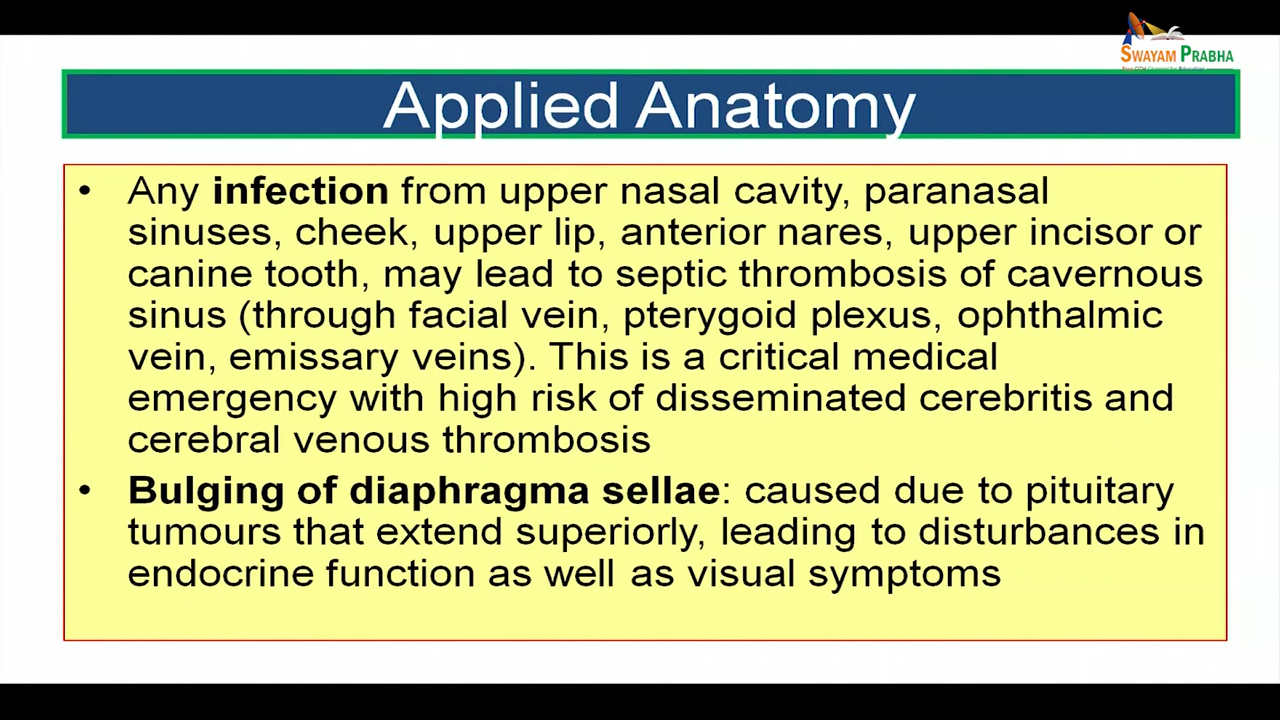 SWAYAM PRABHA
Applied Anatomy
• Any infection from upper nasal cavity, paranasal
sinuses, cheek, upper lip, anterior nares, upper incisor or
canine tooth, may lead to septic thrombosis of cavernous
sinus (through facial vein, pterygoid plexus, ophthalmic
vein, emissary veins). This is a critical medical
emergency with high risk of disseminated cerebritis and
cerebral venous thrombosis
• Bulging of diaphragma sellae: caused due to pituitary
tumours that extend superiorly, leading to disturbances in
endocrine function as well as visual symptoms